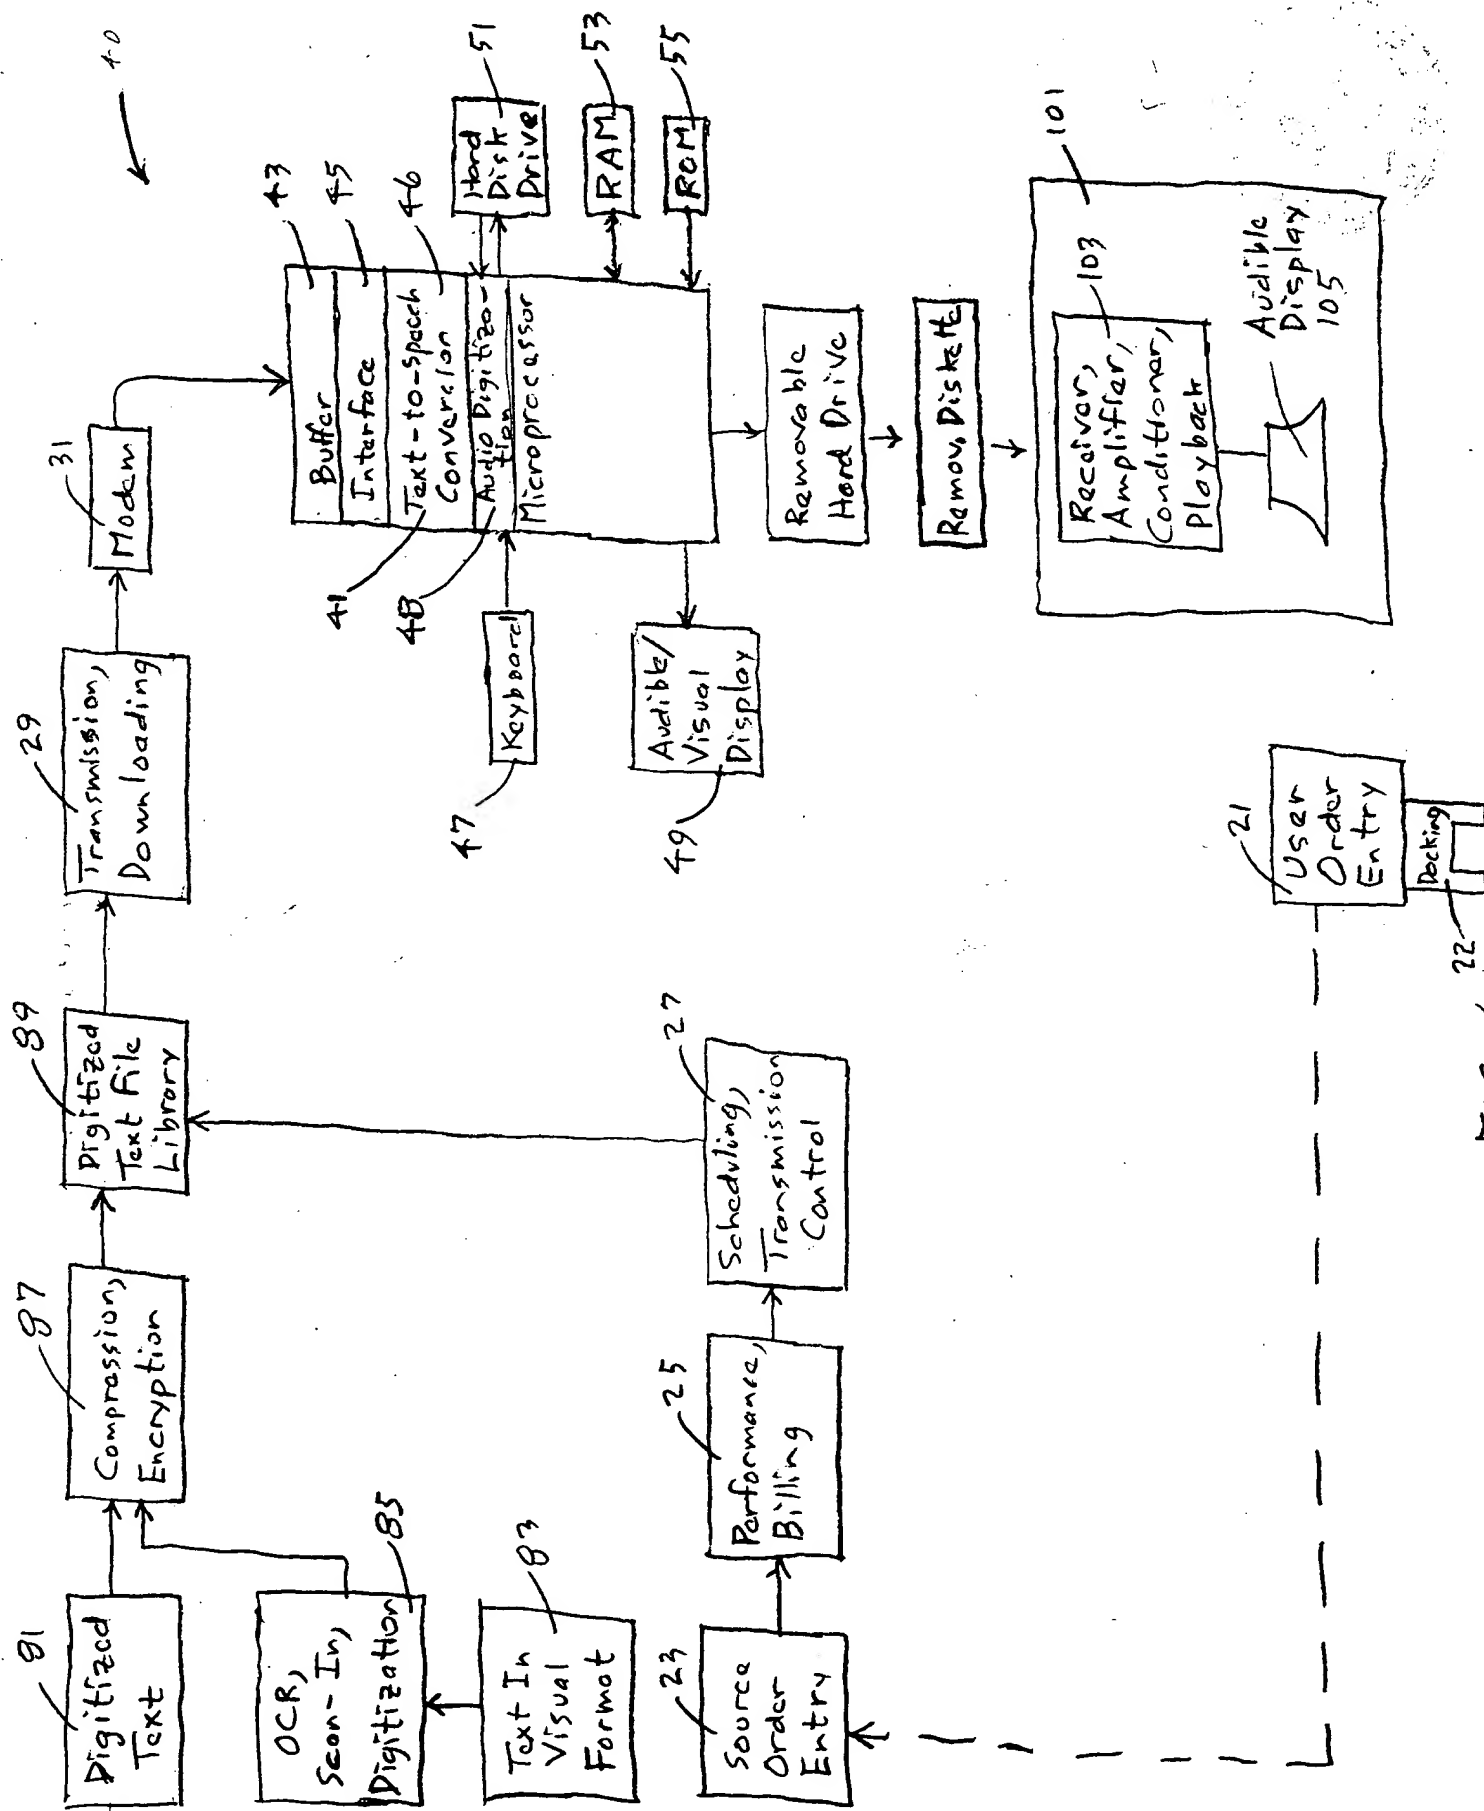 81
Digitized
Text
87
Compression,
Encryption
89
Digitized
Text File
Library
29
Transmission,
Downloading
31
Modem
40
OCR,
Scan-In,
Digitization
85
Text In
Visual
Format
83
43
Buffer
45
Interface
41
46
Text-to-Speech
Conversion
48
Audio Digitiza-
tion
Microprocessor
47
Keyboard
Hard
Disk
Drive
51
RAM
53
ROM
55
49
Audible/
Visual
Display
23
Source
Order
Entry
25
Performance,
Billing
27
Scheduling,
Transmission
Control
Removable
Hard Drive
Remov. Diskette
101
Receiver,
Amplifier,
Conditioner,
Playback
103
Audible
Display
105
21
User
Order
Entry
Docking
22